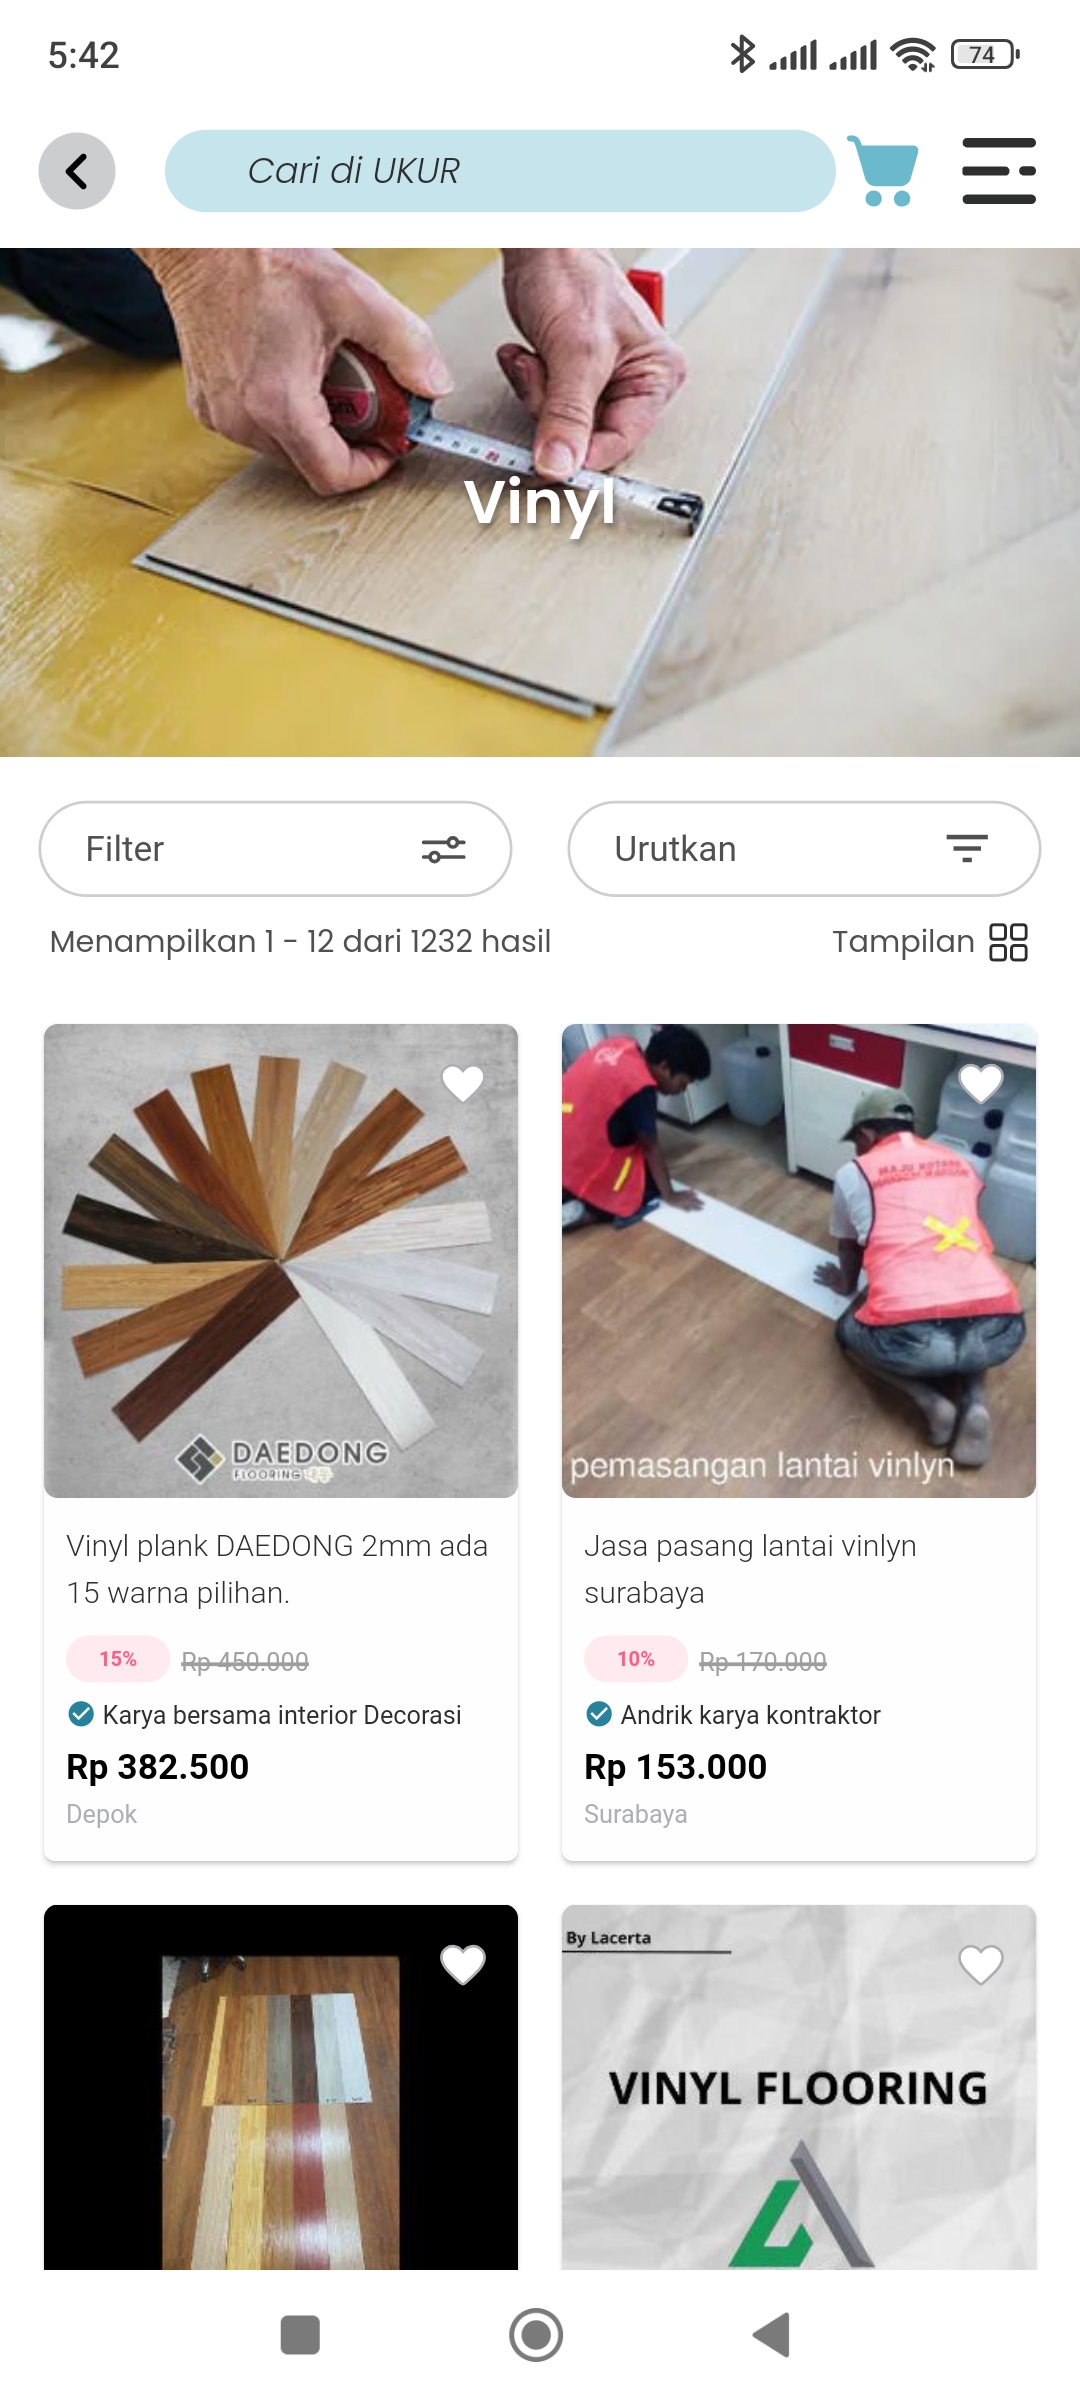 5:42
74
Cari di UKUR
Vinyl
Filter
Urutkan
Menampilkan 1 - 12 dari 1232 hasil
Tampilan
DAEDONG
FLOORING
pemasangan lantai vinlyn
Vinyl plank DAEDONG 2mm ada
15 warna pilihan.
15%
Rp 450.000
Karya bersama interior Decorasi
Rp 382.500
Depok
Jasa pasang lantai vinlyn
surabaya
10%
Rp 170.000
Andrik karya kontraktor
Rp 153.000
Surabaya
By Lacerta
VINYL FLOORING